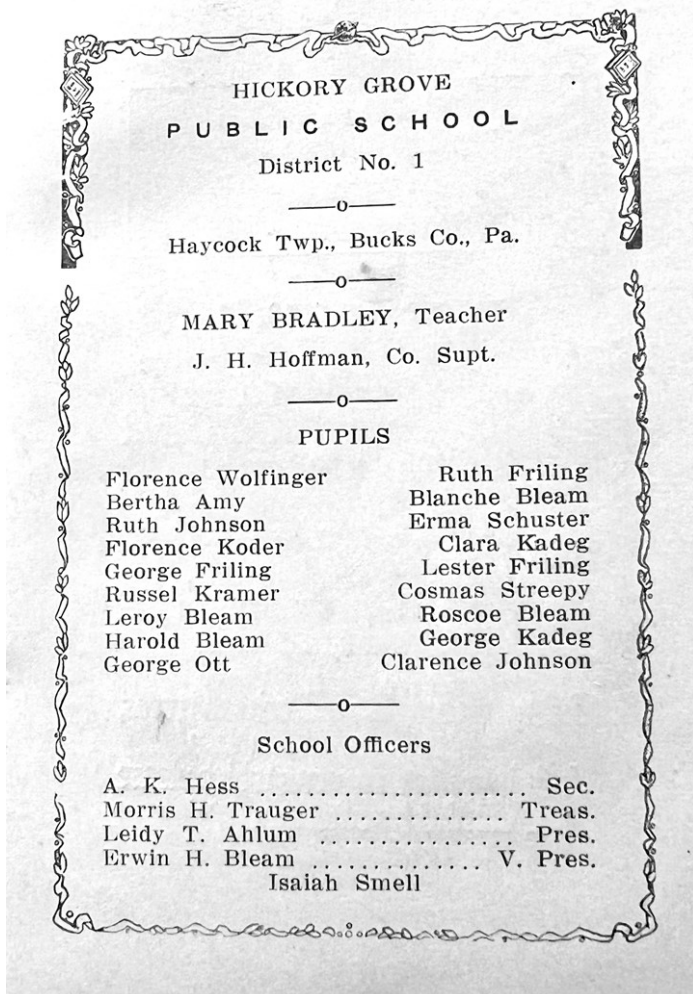 HICKORY GROVE
PUBLIC SCHOOL
District No. 1
Haycock Twp., Bucks Co., Pa.
MARY BRADLEY, Teacher
J. H. Hoffman, Co. Supt.
PUPILS
Florence Wolfinger Ruth Friling
Bertha Amy Blanche Bleam
Ruth Johnson Erma Schuster
Florence Koder Clara Kadeg
George Friling Lester Friling
Russel Kramer Cosmas Streepy
Leroy Bleam Roscoe Bleam
Harold Bleam George Kadeg
George Ott Clarence Johnson
School Officers
A. K. Hess ........................ Sec.
Morris H. Trauger ............... Treas.
Leidy T. Ahlum ................. Pres.
Erwin H. Bleam ............... V. Pres.
Isaiah Smell